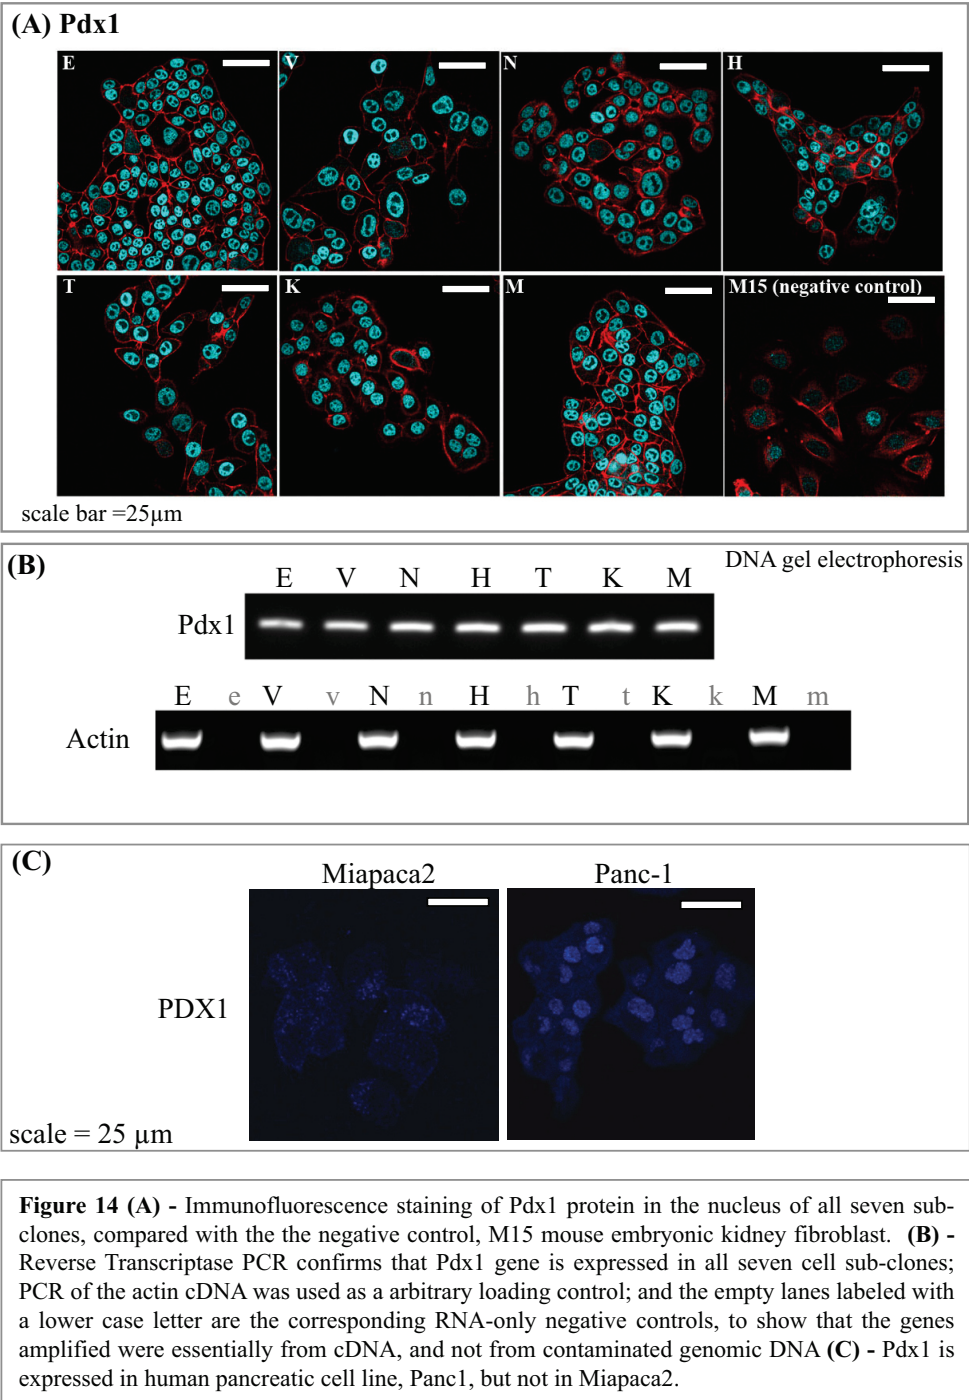 (A) Pdx1
E V N H
T K M M15 (negative control)
scale bar =25µm
(B)
DNA gel electrophoresis
E V N H T K M
Pdx1
E e V v N n H h T t K k M m
Actin
(C)
Miapaca2 Panc-1
PDX1
scale = 25 µm
Figure 14 (A) - Immunofluorescence staining of Pdx1 protein in the nucleus of all seven sub-
clones, compared with the the negative control, M15 mouse embryonic kidney fibroblast. (B) -
Reverse Transcriptase PCR confirms that Pdx1 gene is expressed in all seven cell sub-clones;
PCR of the actin cDNA was used as a arbitrary loading control; and the empty lanes labeled with
a lower case letter are the corresponding RNA-only negative controls, to show that the genes
amplified were essentially from cDNA, and not from contaminated genomic DNA (C) - Pdx1 is
expressed in human pancreatic cell line, Panc1, but not in Miapaca2.